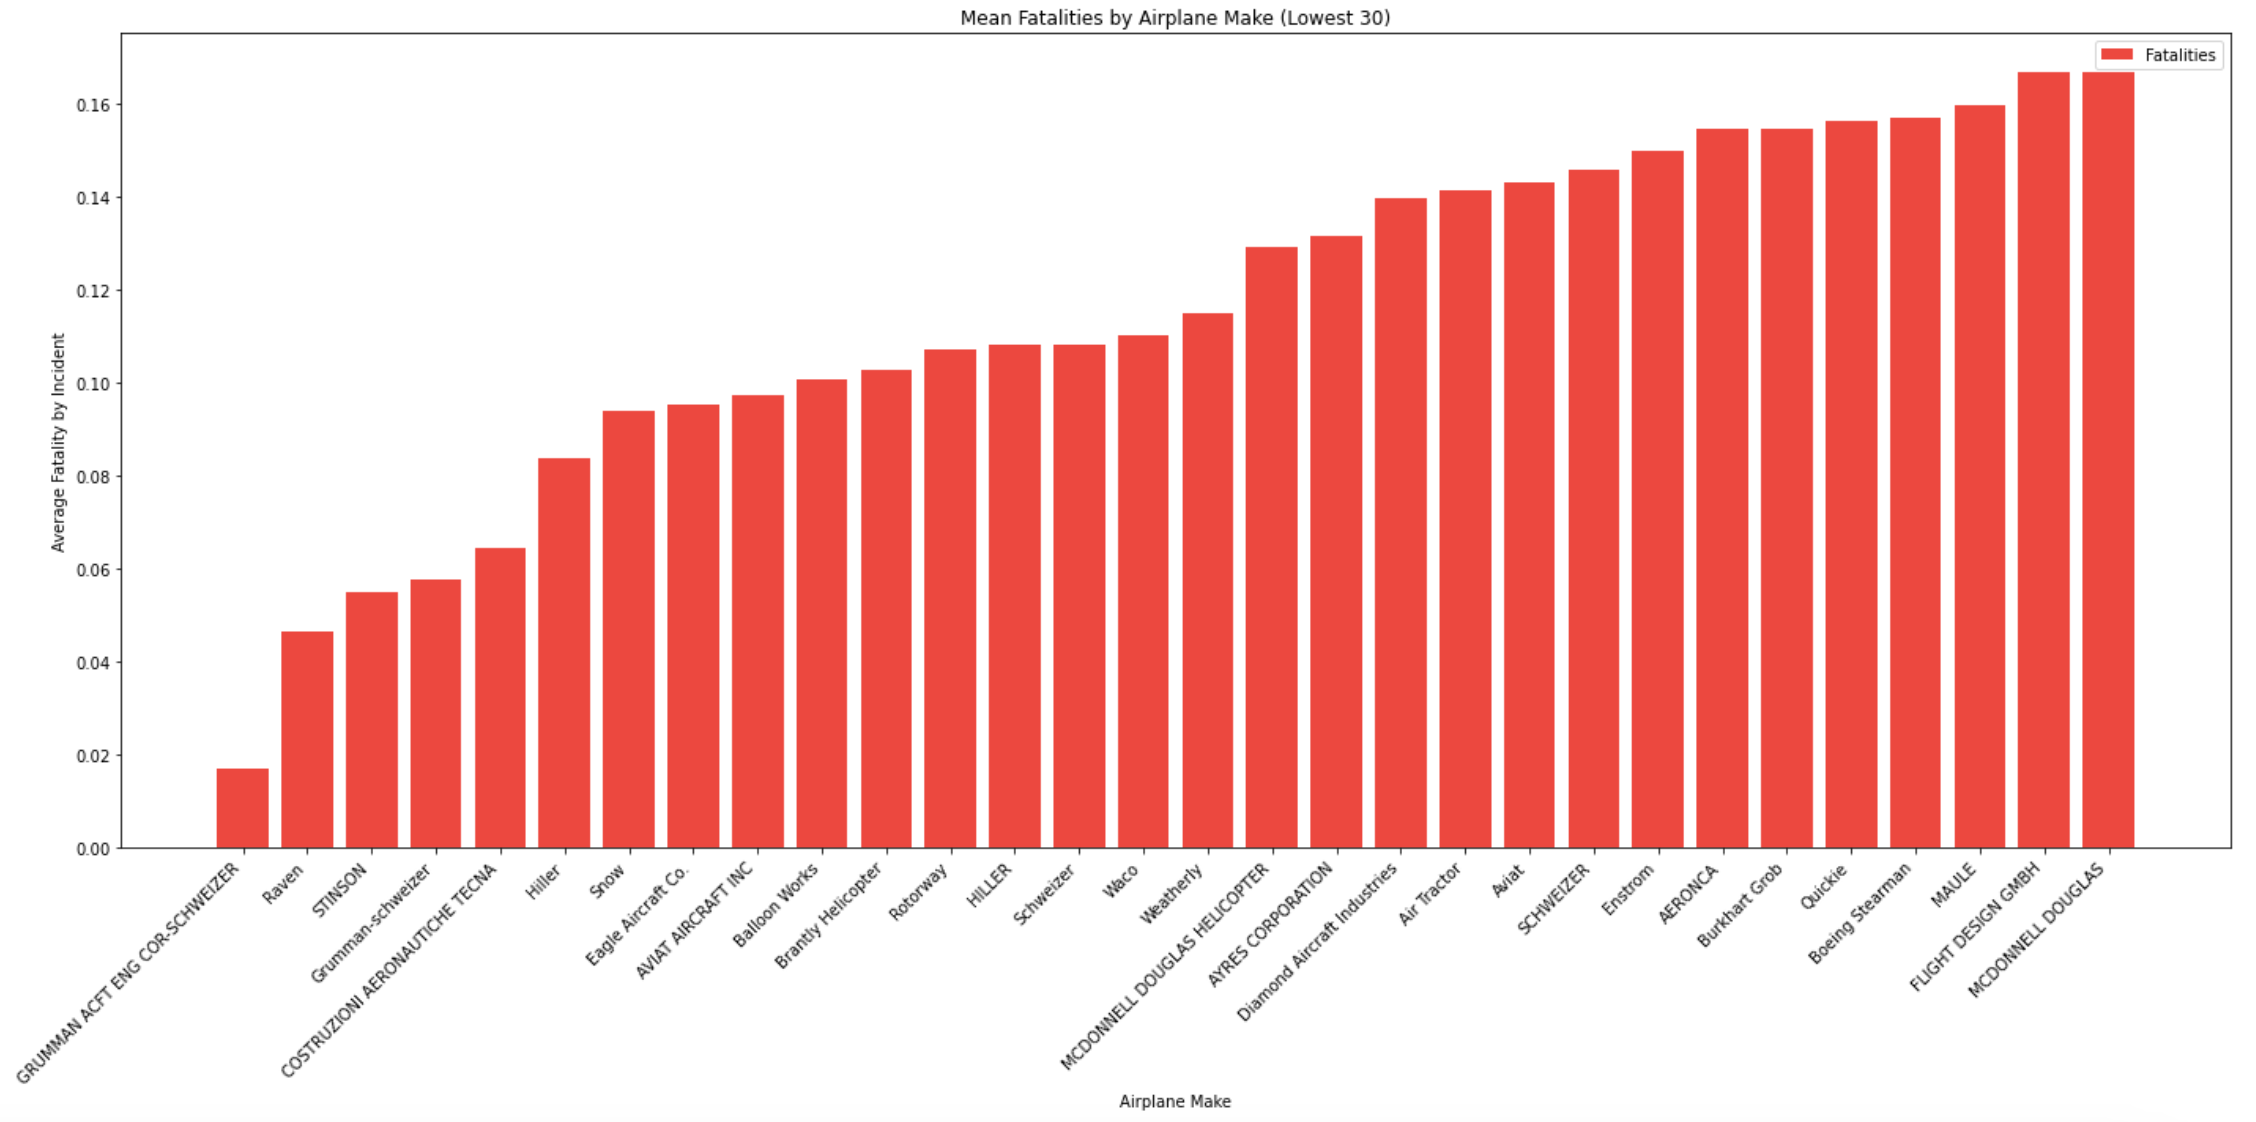 Mean Fatalities by Airplane Make (Lowest 30)
Fatalities
Average Fatality by Incident
0.16
0.14
0.12
0.10
0.08
0.06
0.04
0.02
0.00
GRUMMAN ACFT ENG COR-SCHWEIZER
Raven
STINSON
Grumman-schweizer
COSTRUZIONI AERONAUTICHE TECNA
Hiller
Snow
Eagle Aircraft Co.
AVIAT AIRCRAFT INC
Balloon Works
Brantly Helicopter
Rotorway
HILLER
Schweizer
Waco
Weatherly
MCDONNELL DOUGLAS HELICOPTER
AYRES CORPORATION
Diamond Aircraft Industries
Air Tractor
Aviat
SCHWEIZER
Enstrom
AERONCA
Burkhart Grob
Quickie
Boeing Stearman
MAULE
FLIGHT DESIGN GMBH
MCDONNELL DOUGLAS
Airplane Make